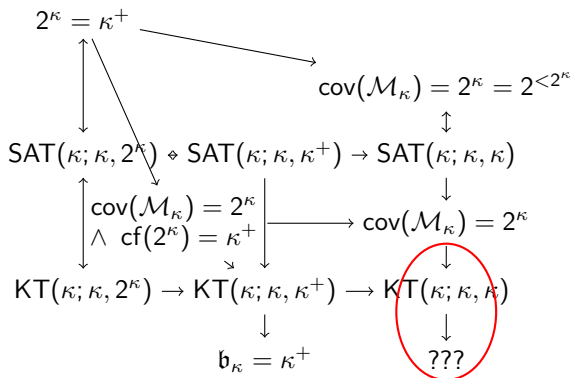 2^κ = κ^+
cov(M_κ) = 2^κ = 2^{<2^κ}
SAT(κ; κ, 2^κ) SAT(κ; κ, κ^+) → SAT(κ; κ, κ)
cov(M_κ) = 2^κ
∧ cf(2^κ) = κ^+
cov(M_κ) = 2^κ
KT(κ; κ, 2^κ) → KT(κ; κ, κ^+) → KT(κ; κ, κ)
𝔟_κ = κ^+
???